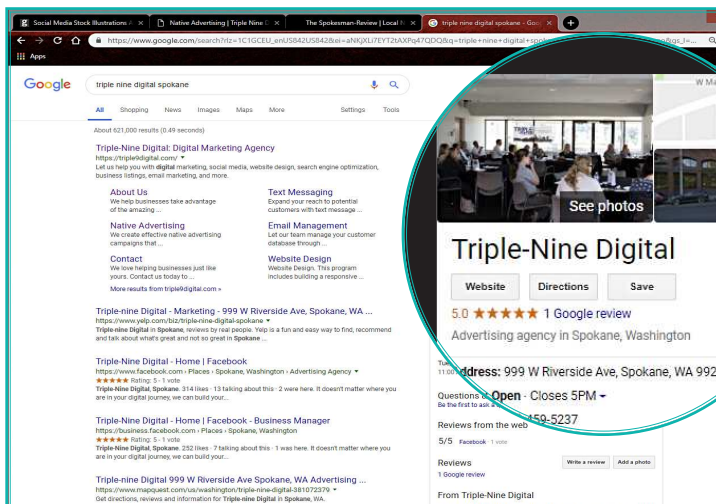 Social Media Stock Illustrations
Native Advertising | Triple Nine D
The Spokesman-Review | Local N
triple nine digital spokane - Goo
https://www.google.com/search?rlz=1C1GCEU_enUS842US842&ei=aNKjXLi7EYT2tAXPq47QDQ&q=triple+nine+digital+spok
Apps
Google
triple nine digital spokane
All Shopping News Images Maps More Settings Tools
About 621,000 results (0.49 seconds)
Triple-Nine Digital: Digital Marketing Agency
https://triple9digital.com/
Let us help you with digital marketing, social media, website design, search engine optimization,
business listings, email marketing, and more.
About Us
We help businesses take advantage
of the amazing ...
Text Messaging
Expand your reach to potential
customers with text message ...
Native Advertising
We create effective native advertising
campaigns that ...
Email Management
Let our team manage your customer
database through ...
Contact
We love helping businesses just like
yours. Contact us today to ...
Website Design
Website Design. This program
includes building a responsive ...
More results from triple9digital.com »
Triple-nine Digital - Marketing - 999 W Riverside Ave, Spokane, WA ...
https://www.yelp.com/biz/triple-nine-digital-spokane
Triple-nine Digital in Spokane, reviews by real people. Yelp is a fun and easy way to find, recommend
and talk about what's great and not so great in Spokane ...
Triple-Nine Digital - Home | Facebook
https://www.facebook.com › Places › Spokane, Washington › Advertising Agency
★★★★★ Rating: 5 - 1 vote
Triple-Nine Digital, Spokane. 314 likes · 13 talking about this · 2 were here. It doesn't matter where you
are in your digital journey, we can build your...
Triple-Nine Digital - Home | Facebook - Business Manager
https://business.facebook.com › Places › Spokane, Washington
★★★★★ Rating: 5 - 1 vote
Triple-Nine Digital, Spokane. 252 likes · 7 talking about this · 1 was here. It doesn't matter where you
are in your digital journey, we can build your...
Triple-nine Digital 999 W Riverside Ave Spokane, WA Advertising ...
https://www.mapquest.com/us/washington/triple-nine-digital-381072379
Get directions, reviews and information for Triple-nine Digital in Spokane, WA.
W Ma
See photos
Triple-Nine Digital
Website Directions Save
5.0 ★★★★★ 1 Google review
Advertising agency in Spokane, Washington
ddress: 999 W Riverside Ave, Spokane, WA 992
Open · Closes 5PM
459-5237
Questions
Be the first to ask a
Reviews from the web
5/5 Facebook · 1 vote
Reviews
Write a review Add a photo
1 Google review
From Triple-Nine Digital